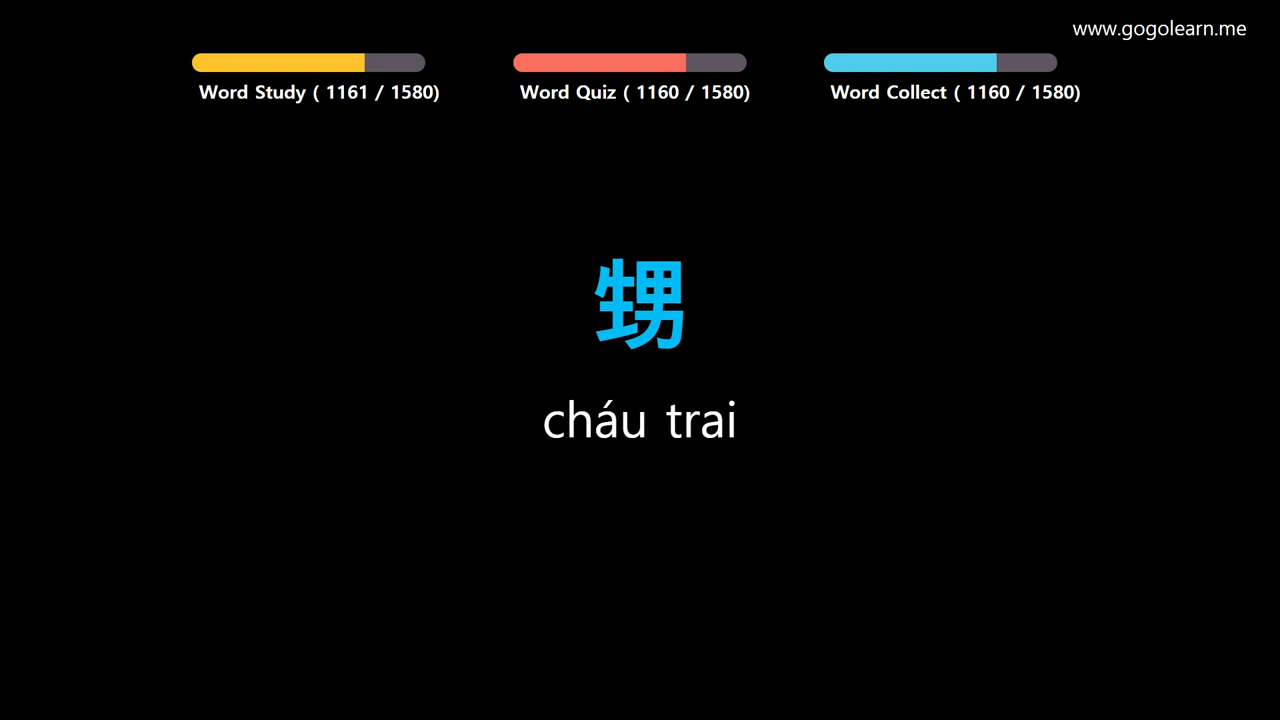 www.gogolearn.me
Word Study ( 1161 / 1580)
Word Quiz ( 1160 / 1580)
Word Collect ( 1160 / 1580)
甥
cháu trai